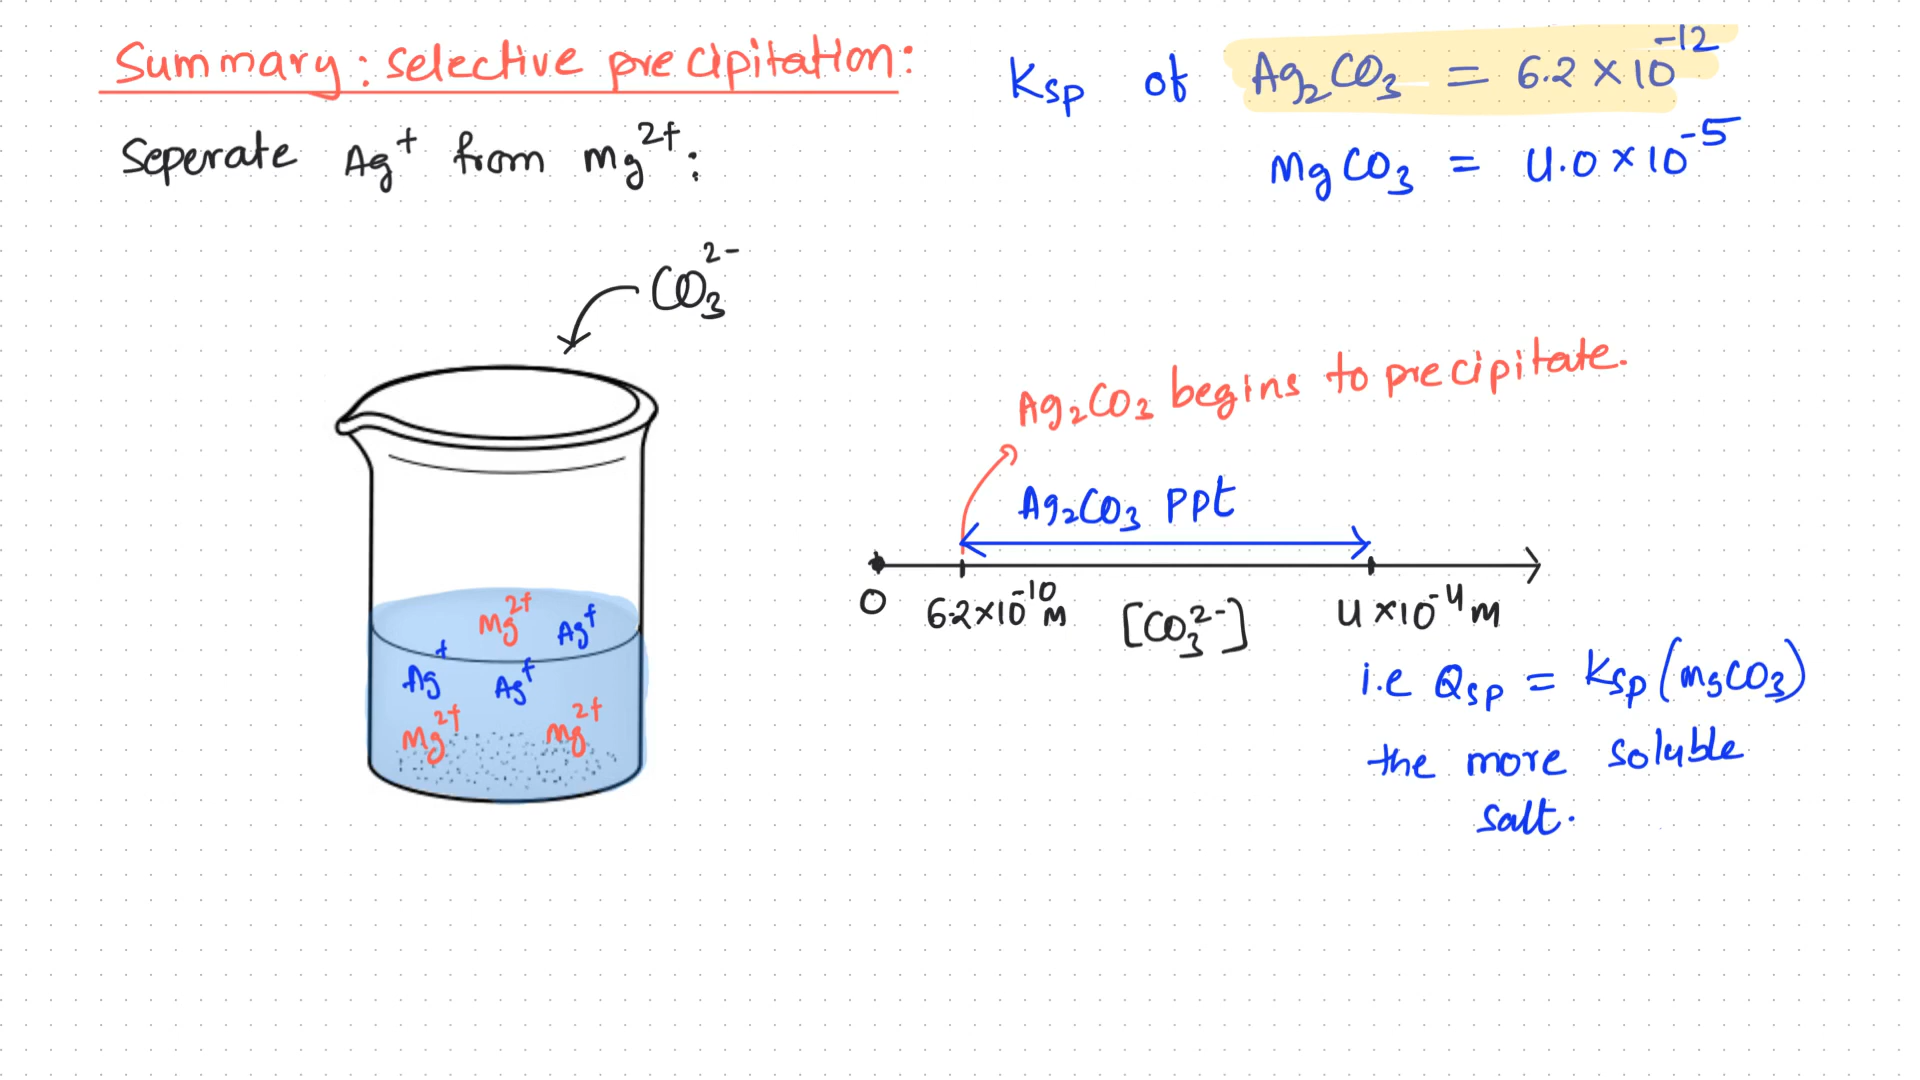 Summary: selective precipitation:
Seperate Ag⁺ from Mg²⁺:
Ksp of Ag₂CO₃ = 6.2 × 10⁻¹²
MgCO₃ = 4.0 × 10⁻⁵
CO₃²⁻
Ag₂CO₃ begins to precipitate.
Ag₂CO₃ ppt
0 6.2×10⁻¹⁰ M [CO₃²⁻] 4 ×10⁻⁴ M
i.e Qsp = Ksp (MgCO₃)
the more soluble
salt.
Mg²⁺ Ag⁺
Ag⁺ Ag⁺
Mg²⁺ Mg²⁺